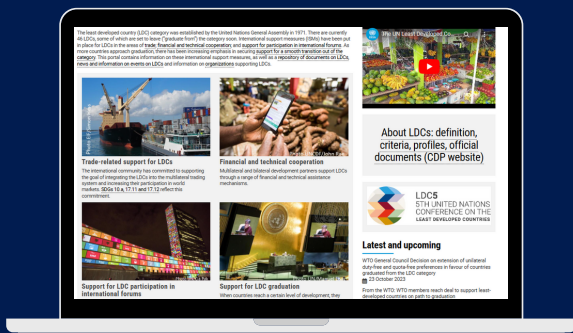 The least developed country (LDC) category was established by the United Nations General Assembly in 1971. There are currently
46 LDCs, some of which are set to leave ("graduate from") the category soon. International support measures (ISMs) have been put
in place for LDCs in the areas of trade, financial and technical cooperation, and support for participation in international forums. As
more countries approach graduation, there has been increasing emphasis in securing support for a smooth transition out of the
category. This portal contains information on these international support measures, as well as a repository of documents on LDCs,
news and information on events on LDCs and information on organizations supporting LDCs.
Trade-related support for LDCs
The international community has committed to supporting
the goal of integrating LDCs into the multilateral trading
system and increasing their participation in world
markets. SDGs 10.a, 17.11 and 17.12 reflect this
commitment.
Financial and technical cooperation
Multilateral and bilateral development partners support LDCs
through a range of financial and technical assistance
mechanisms.
Support for LDC participation in
international forums
Support for LDC graduation
When countries reach a certain level of development, they
The UN Least Developed Co...
About LDCs: definition,
criteria, profiles, official
documents (CDP website)
LDC5
5TH UNITED NATIONS
CONFERENCE ON THE
LEAST DEVELOPED COUNTRIES
Latest and upcoming
WTO General Council Decision on extension of unilateral
duty-free and quota-free preferences in favour of countries
graduated from the LDC category
23 October 2023
From the WTO: WTO members reach deal to support least-
developed countries on path to graduation